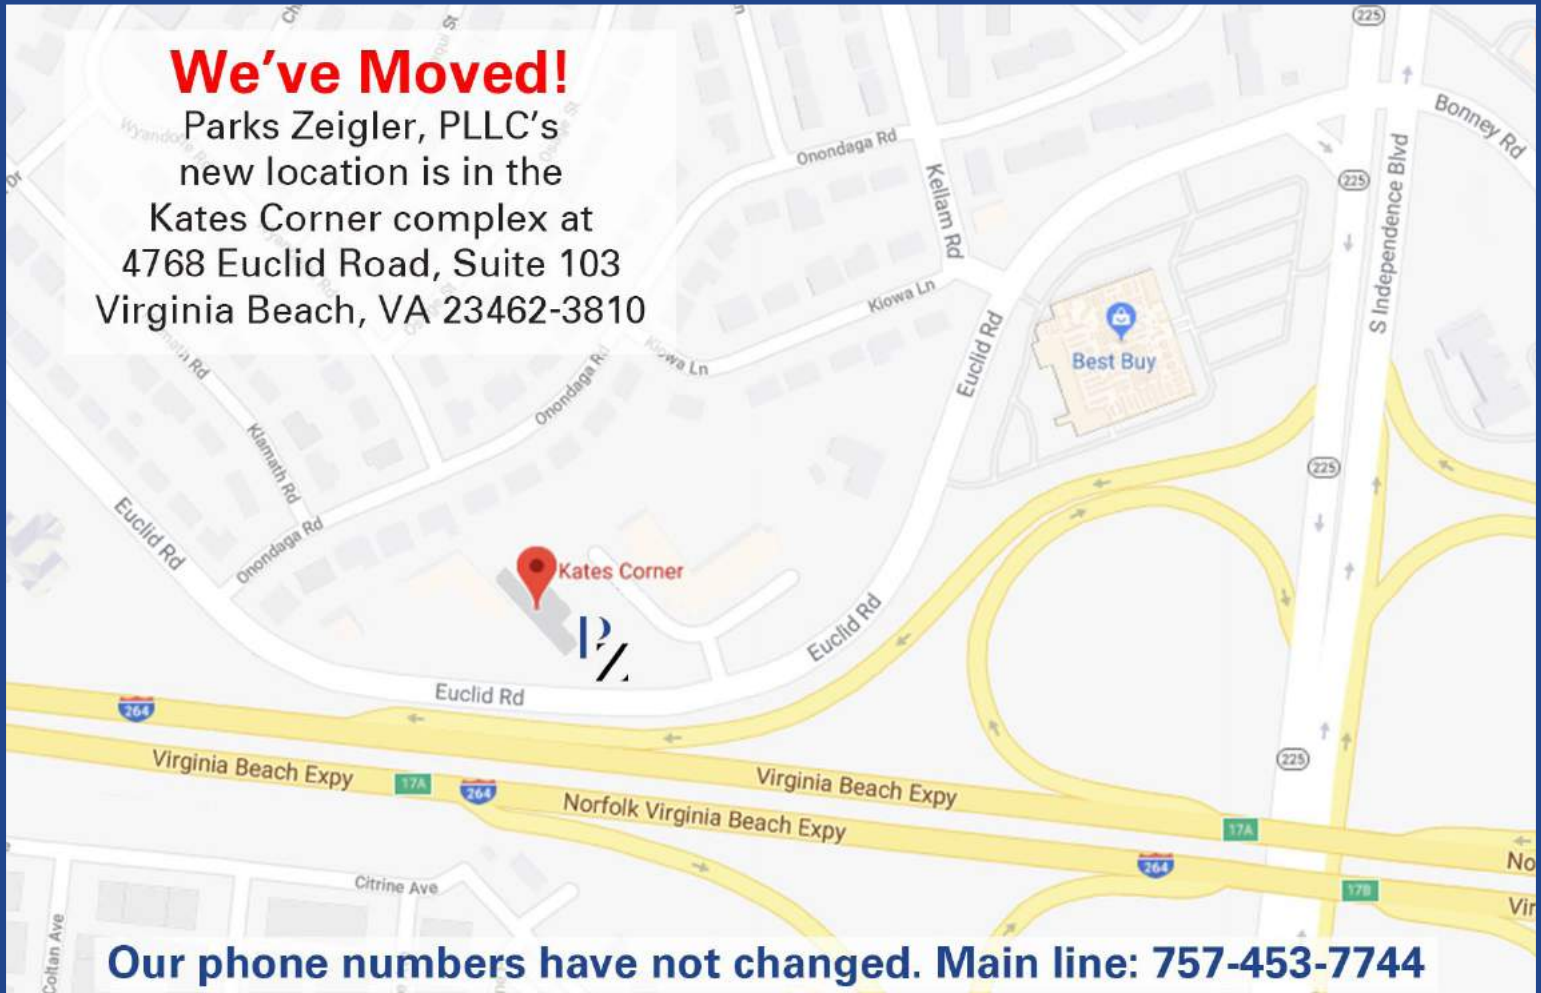 We've Moved!
Parks Zeigler, PLLC's
new location is in the
Kates Corner complex at
4768 Euclid Road, Suite 103
Virginia Beach, VA 23462-3810
225
Bonney Rd
Onondaga Rd
Kellam Rd
225
S Independence Blvd
Kiowa Ln
Best Buy
Euclid Rd
Onondaga Rd
225
Klamath Rd
Euclid Rd
Onondaga Rd
Kates Corner
PZ
Euclid Rd
Euclid Rd
264
Virginia Beach Expy
17A
264
Virginia Beach Expy
225
Norfolk Virginia Beach Expy
17A
264
17B
No
Vir
Citrine Ave
Coltan Ave
Our phone numbers have not changed. Main line: 757-453-7744